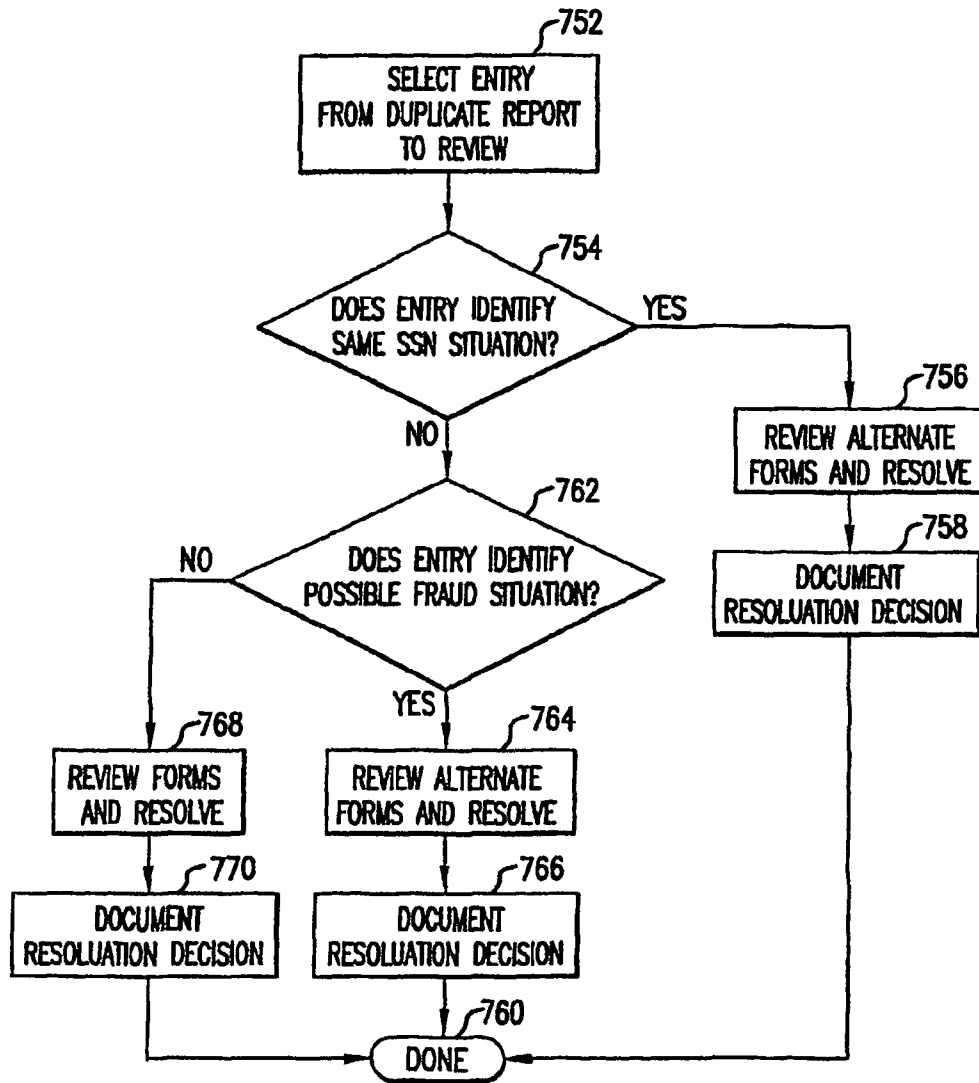 752
SELECT ENTRY
FROM DUPLICATE REPORT
TO REVIEW
754
DOES ENTRY IDENTIFY
SAME SSN SITUATION?
YES
756
REVIEW ALTERNATE
FORMS AND RESOLVE
NO
762
758
DOCUMENT
RESOLUATION DECISION
DOES ENTRY IDENTIFY
POSSIBLE FRAUD SITUATION?
NO
YES
768
REVIEW FORMS
AND RESOLVE
764
REVIEW ALTERNATE
FORMS AND RESOLVE
770
DOCUMENT
RESOLUATION DECISION
766
DOCUMENT
RESOLUATION DECISION
760
DONE